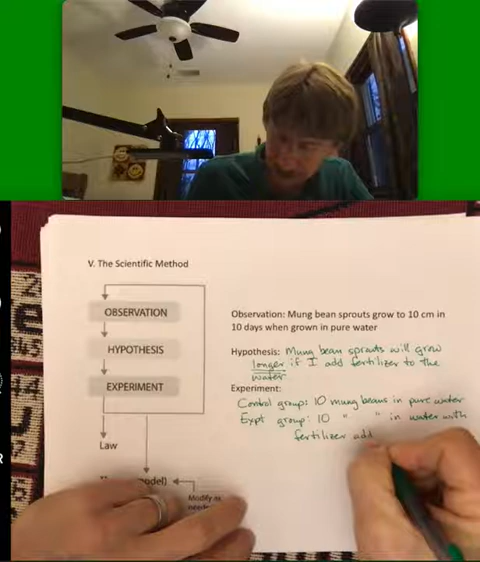 V. The Scientific Method
OBSERVATION
HYPOTHESIS
EXPERIMENT
Law
Modify as
Observation: Mung bean sprouts grow to 10 cm in
10 days when grown in pure water
Hypothesis: Mung bean sprouts will grow
longer if I add fertilizer to the
water
Experiment:
Control group: 10 mung beans in pure water
Expt group: 10 " " in water with
fertilizer add